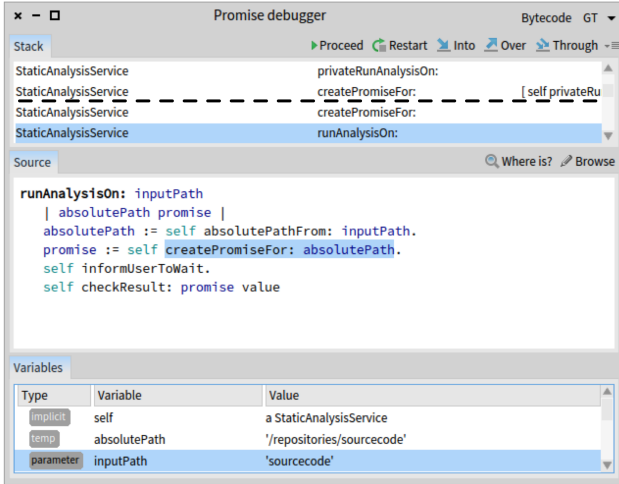 Promise debugger
Bytecode GT
Stack Proceed Restart Into Over Through
StaticAnalysisService privateRunAnalysisOn:
StaticAnalysisService createPromiseFor: [ self privateRu
StaticAnalysisService createPromiseFor:
StaticAnalysisService runAnalysisOn:
Source Where is? Browse
runAnalysisOn: inputPath
| absolutePath promise |
absolutePath := self absolutePathFrom: inputPath.
promise := self createPromiseFor: absolutePath.
self informUserToWait.
self checkResult: promise value
Variables
Type Variable Value
implicit self a StaticAnalysisService
temp absolutePath '/repositories/sourcecode'
parameter inputPath 'sourcecode'